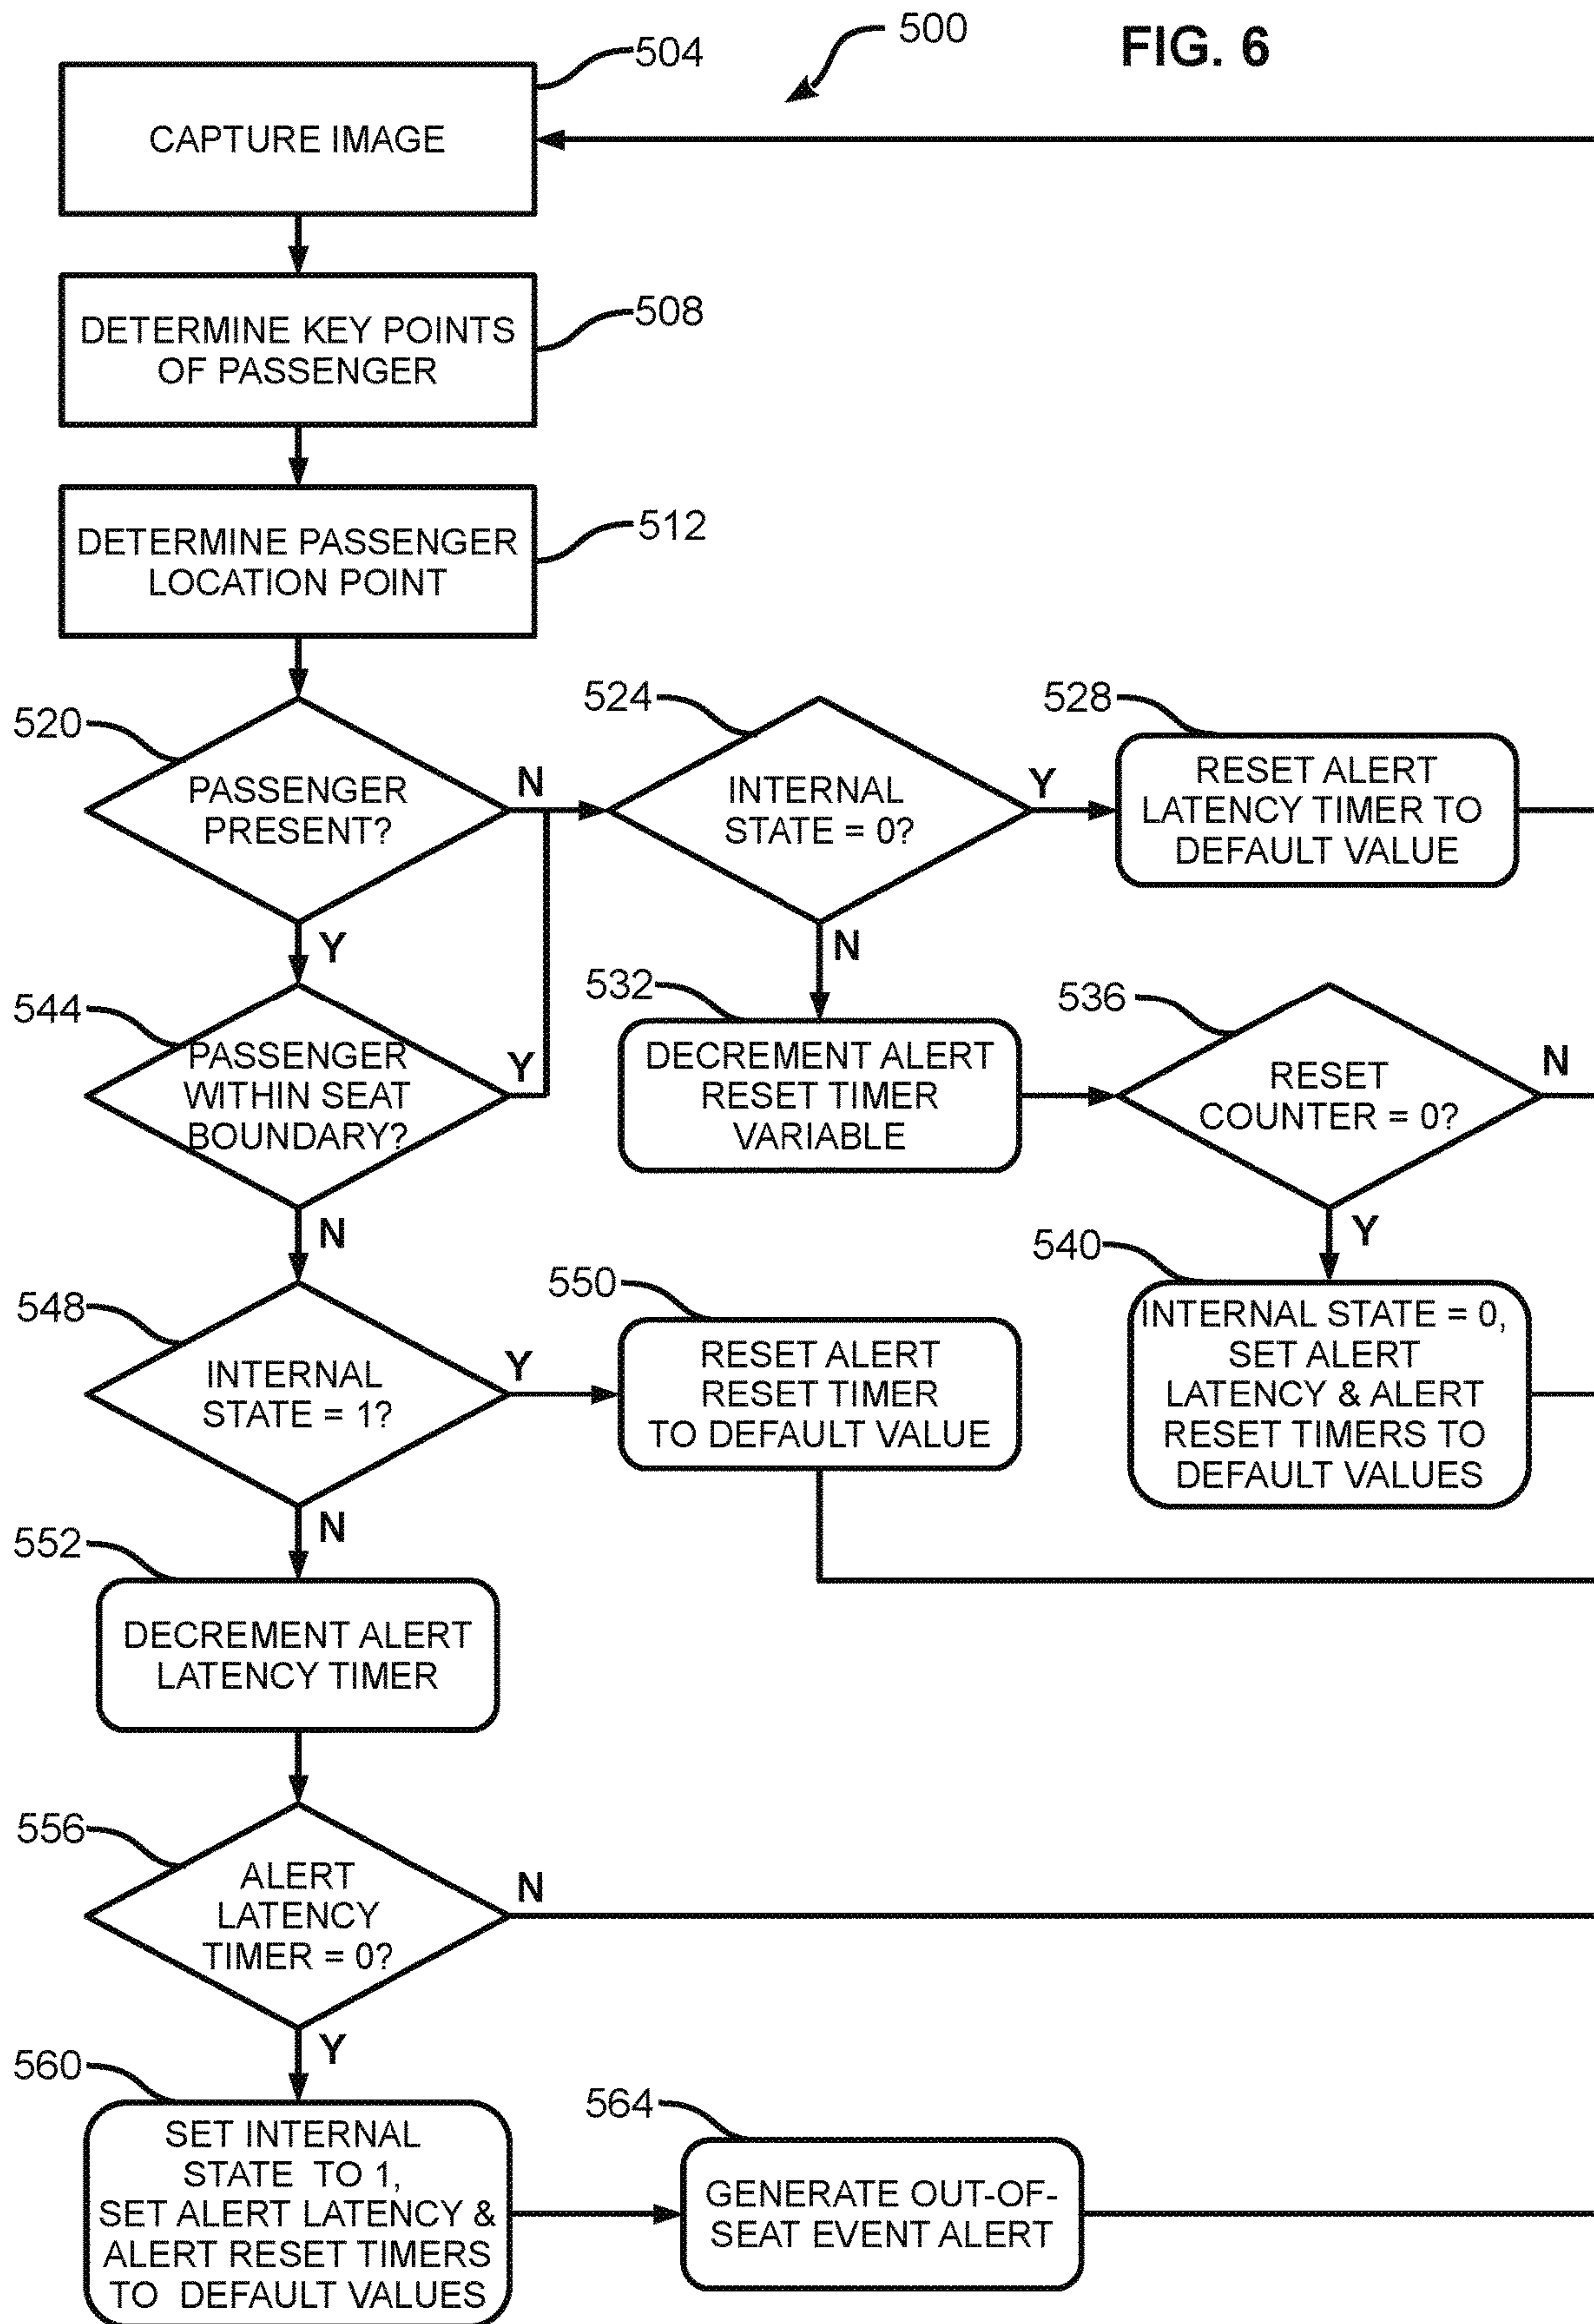 500
FIG. 6
504
CAPTURE IMAGE
508
DETERMINE KEY POINTS
OF PASSENGER
512
DETERMINE PASSENGER
LOCATION POINT
520
PASSENGER
PRESENT?
N
Y
524
INTERNAL
STATE = 0?
Y
N
528
RESET ALERT
LATENCY TIMER TO
DEFAULT VALUE
544
PASSENGER
WITHIN SEAT
BOUNDARY?
Y
N
532
DECREMENT ALERT
RESET TIMER
VARIABLE
536
RESET
COUNTER = 0?
N
Y
540
INTERNAL STATE = 0,
SET ALERT
LATENCY & ALERT
RESET TIMERS TO
DEFAULT VALUES
548
INTERNAL
STATE = 1?
Y
N
550
RESET ALERT
RESET TIMER
TO DEFAULT VALUE
552
DECREMENT ALERT
LATENCY TIMER
556
ALERT
LATENCY
TIMER = 0?
N
Y
560
SET INTERNAL
STATE TO 1,
SET ALERT LATENCY &
ALERT RESET TIMERS
TO DEFAULT VALUES
564
GENERATE OUT-OF-
SEAT EVENT ALERT